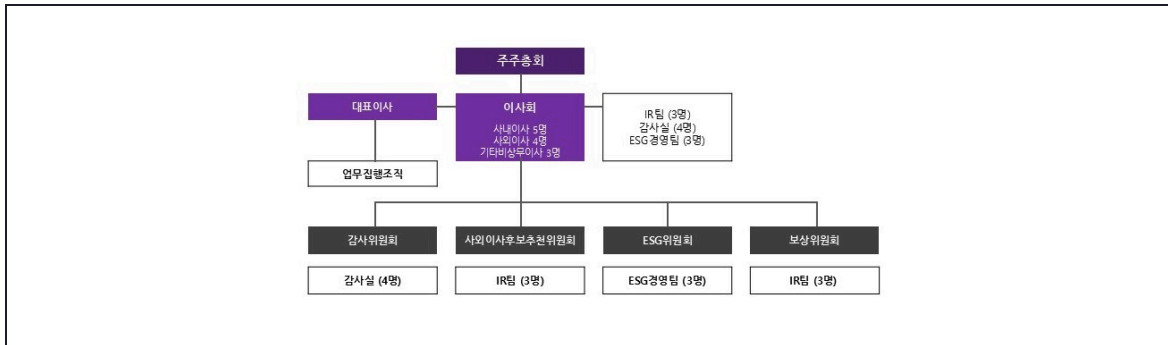 주주총회
대표이사
이사회
사내이사 5명
사외이사 4명
기타비상무이사 3명
IR팀 (3명)
감사실 (4명)
ESG경영팀 (3명)
업무집행조직
감사위원회
사외이사후보추천위원회
ESG위원회
보상위원회
감사실 (4명)
IR팀 (3명)
ESG경영팀 (3명)
IR팀 (3명)